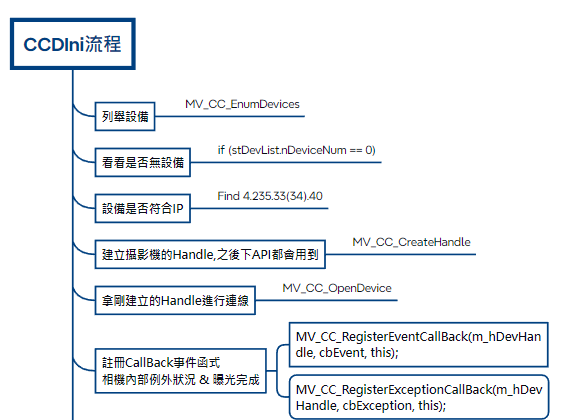 CCDIni流程
列舉設備
MV_CC_EnumDevices
看看是否無設備
if (stDevList.nDeviceNum == 0)
設備是否符合IP
Find 4.235.33(34).40
建立攝影機的Handle,之後下API都會用到
MV_CC_CreateHandle
拿剛建立的Handle進行連線
MV_CC_OpenDevice
註冊CallBack事件函式
相機內部例外狀況 & 曝光完成
MV_CC_RegisterEventCallBack(m_hDevHan
dle, cbEvent, this);
MV_CC_RegisterExceptionCallBack(m_hDev
Handle, cbException, this);